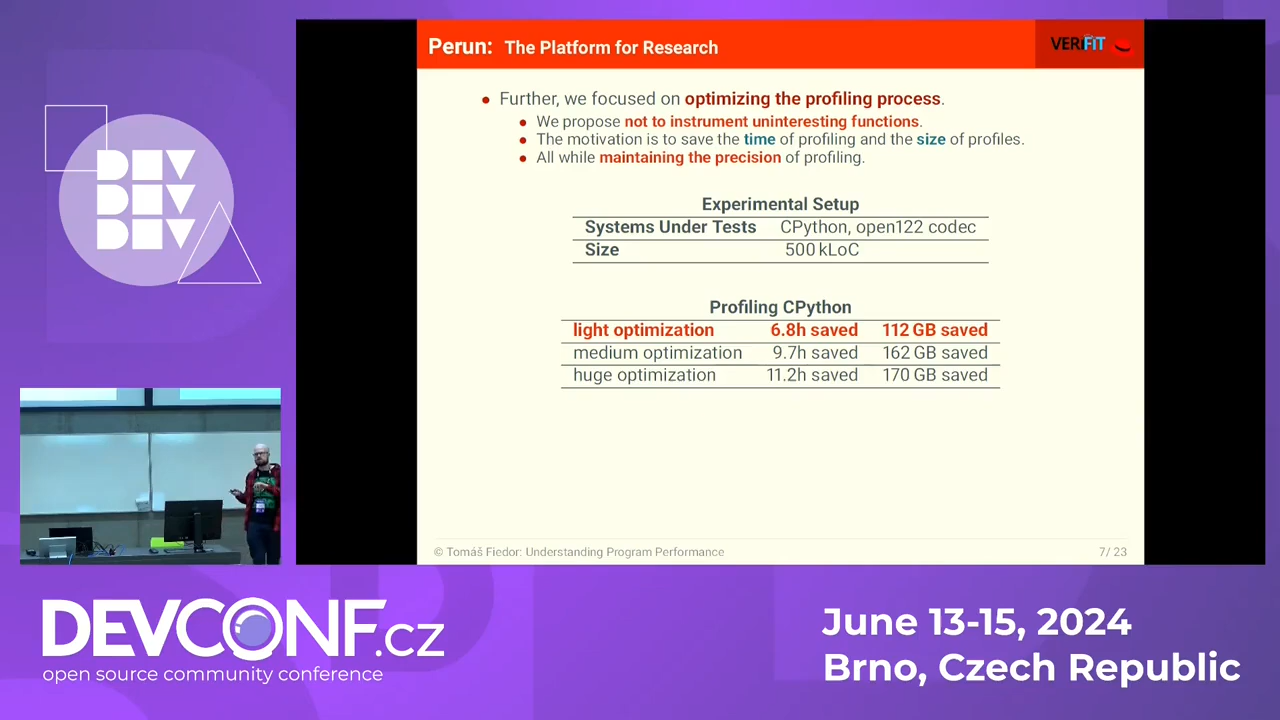 Perun: The Platform for Research
VERIFIT
Further, we focused on optimizing the profiling process.
We propose not to instrument uninteresting functions.
The motivation is to save the time of profiling and the size of profiles.
All while maintaining the precision of profiling.
DEV
DEV
DEV
Experimental Setup
Systems Under Tests CPython, open122 codec
Size 500 kLoC
Profiling CPython
light optimization 6.8h saved 112 GB saved
medium optimization 9.7h saved 162 GB saved
huge optimization 11.2h saved 170 GB saved
© Tomáš Fiedor: Understanding Program Performance 7/ 23
DEVCONF.cz
open source community conference
June 13-15, 2024
Brno, Czech Republic